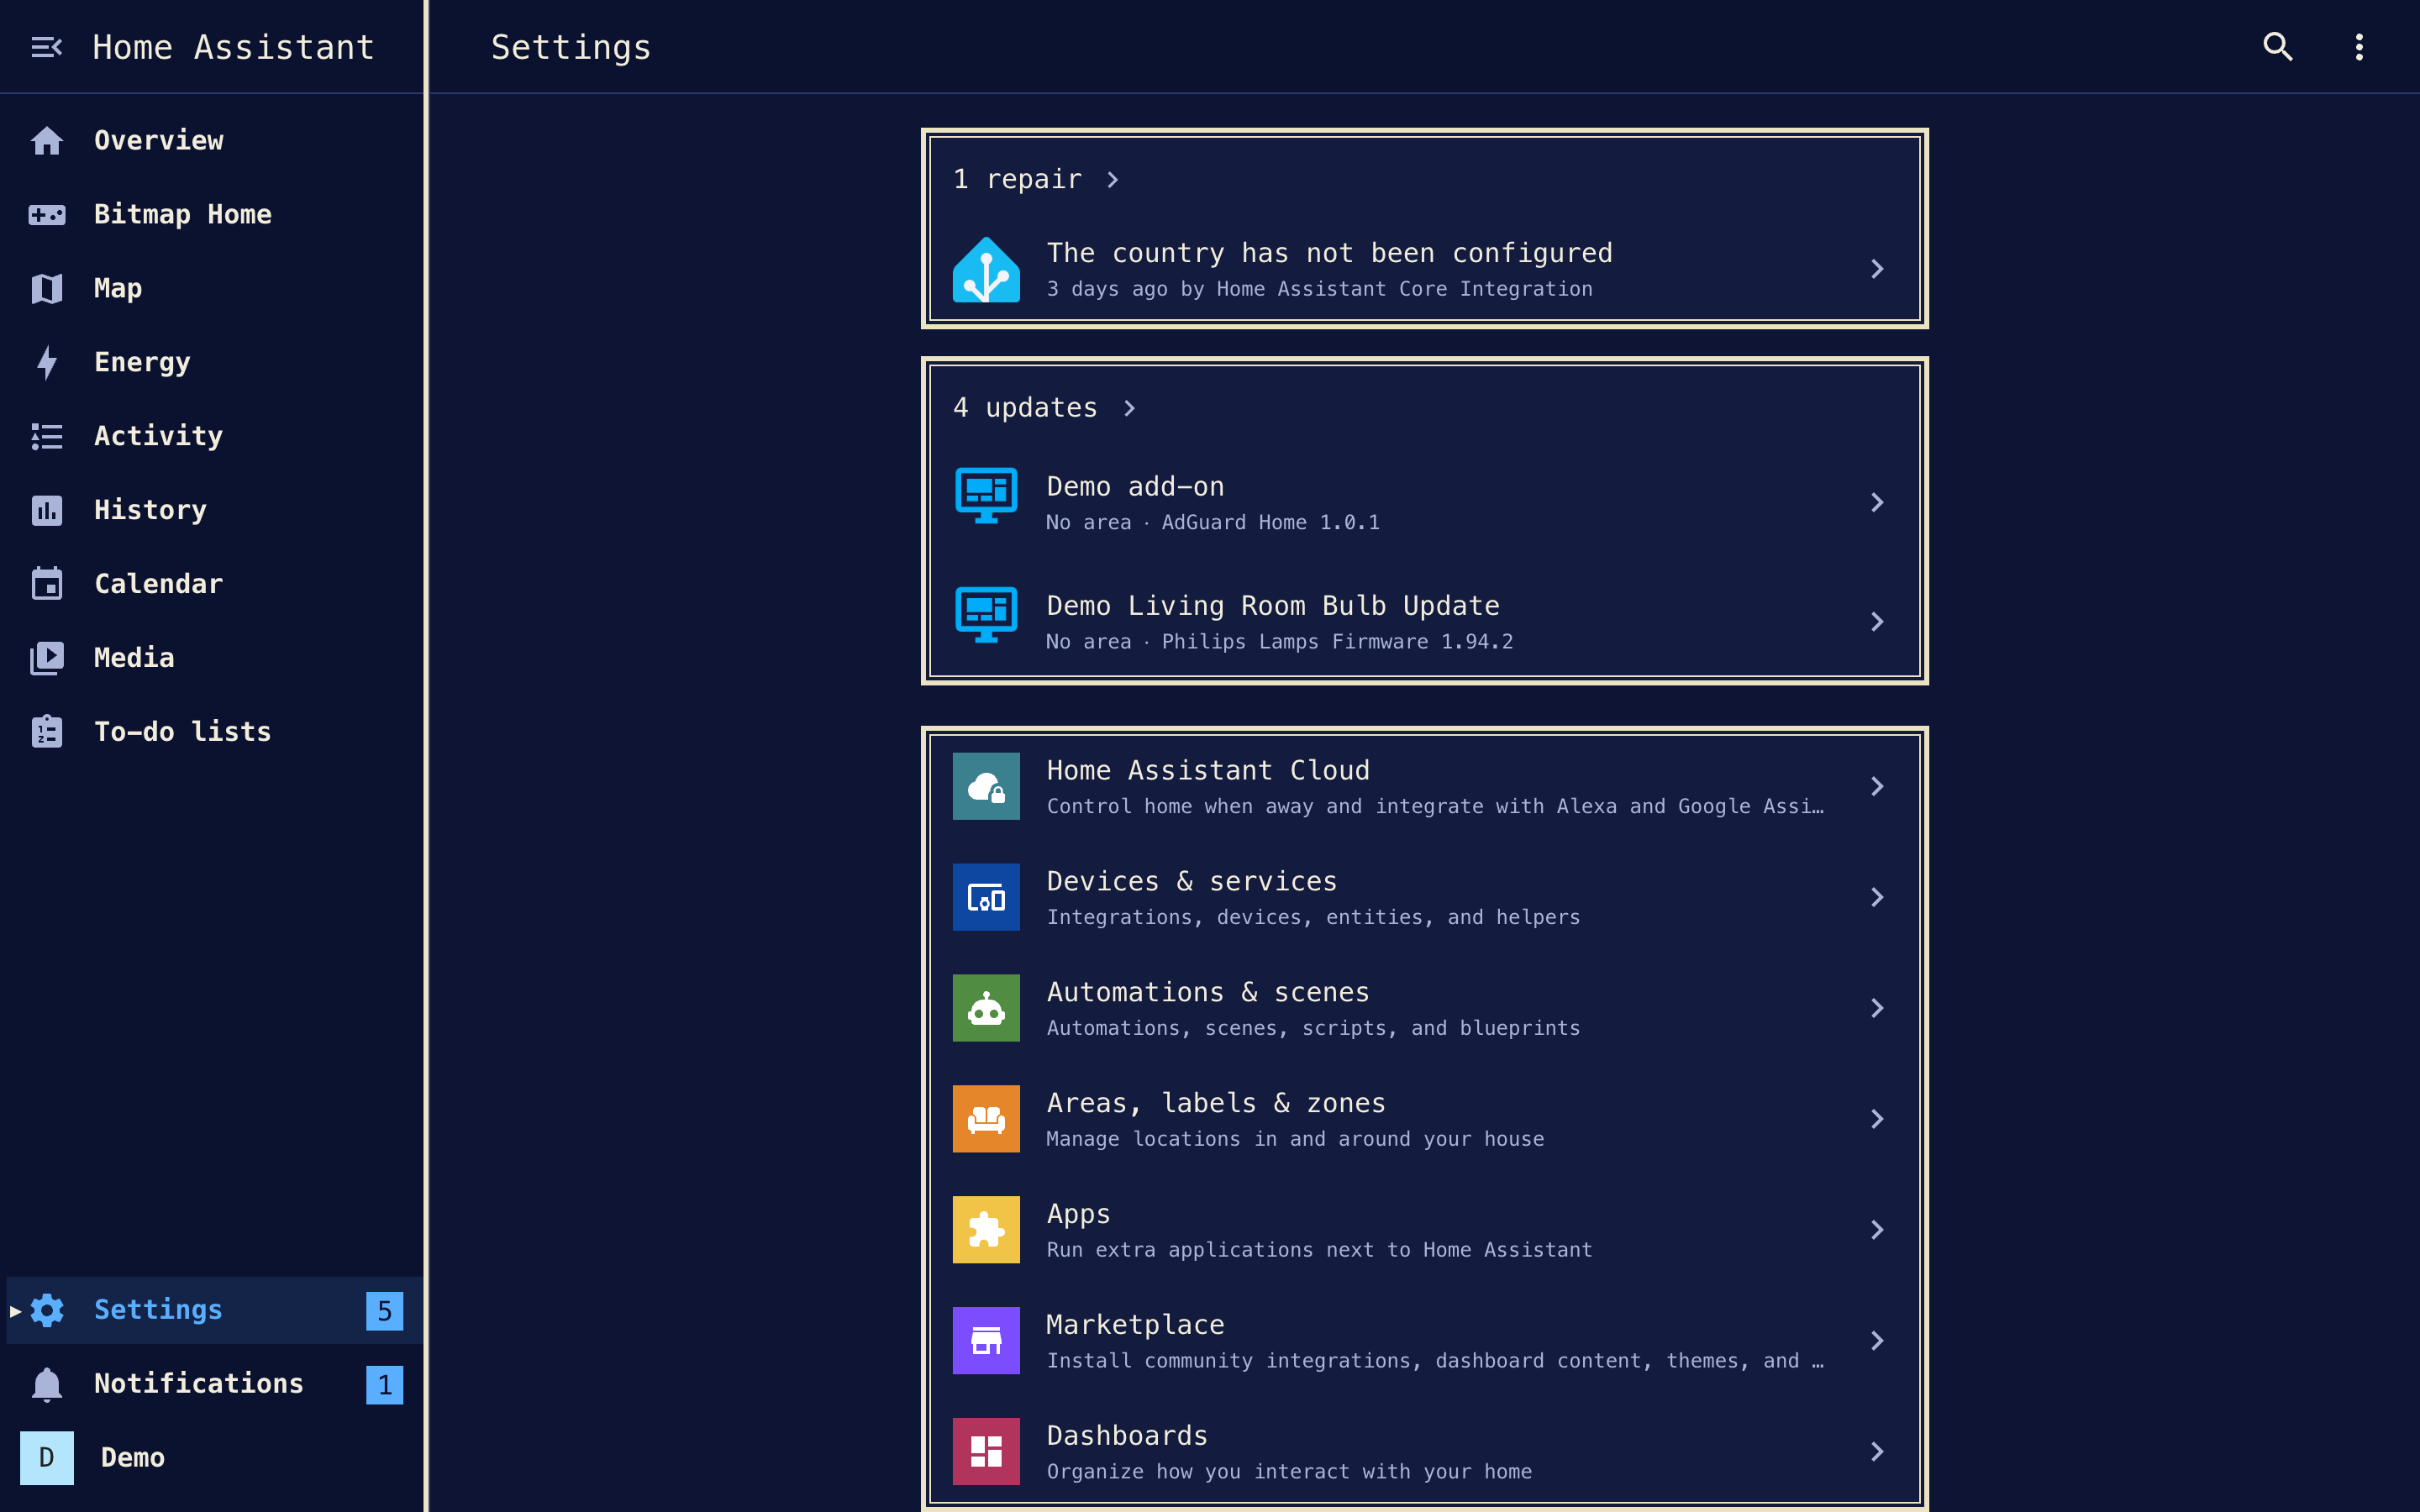 Home Assistant
Settings
Overview
Bitmap Home
Map
Energy
Activity
History
Calendar
Media
To-do lists
Settings 5
Notifications 1
D Demo
1 repair
The country has not been configured
3 days ago by Home Assistant Core Integration
4 updates
Demo add-on
No area · AdGuard Home 1.0.1
Demo Living Room Bulb Update
No area · Philips Lamps Firmware 1.94.2
Home Assistant Cloud
Control home when away and integrate with Alexa and Google Assi…
Devices & services
Integrations, devices, entities, and helpers
Automations & scenes
Automations, scenes, scripts, and blueprints
Areas, labels & zones
Manage locations in and around your house
Apps
Run extra applications next to Home Assistant
Marketplace
Install community integrations, dashboard content, themes, and …
Dashboards
Organize how you interact with your home